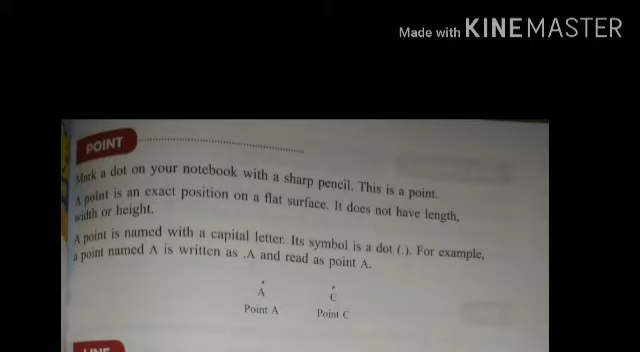 Made with KINEMASTER
POINT
Mark a dot on your notebook with a sharp pencil. This is a point.
A point is an exact position on a flat surface. It does not have length,
width or height.
A point is named with a capital letter. Its symbol is a dot (.). For example,
a point named A is written as .A and read as point A.
A C
Point A Point C
LINE